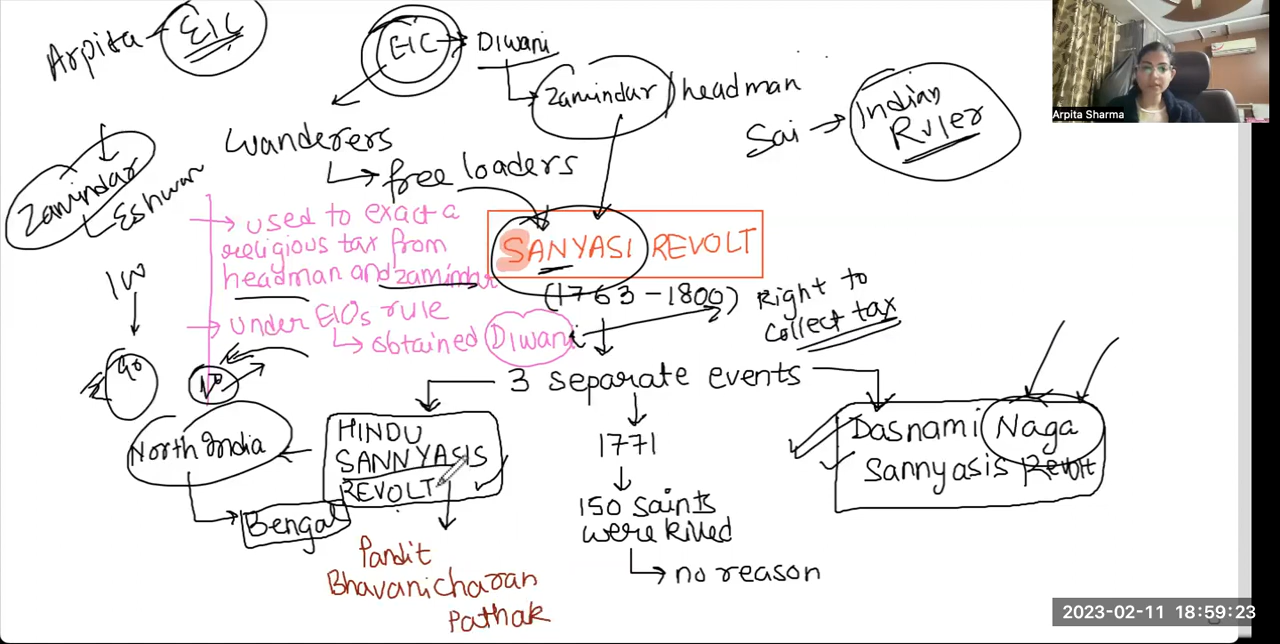 Arpita → EIC
EIC → Diwani
Zamindar / headman
Sai → Indian
Ruler
Wanderers
free loaders
Zamindar
Eshwar
→ used to exact a
religious tax from
headman and zamindar
→ under EIOs rule
→ obtained Diwani
SANYASI REVOLT
(1763-1800)
Right to
collect tax
3 separate events
HINDU
SANNYASIS
REVOLT
North India
Bengal
Pandit
Bhavanicharan
Pathak
1771
150 saints
were killed
→ no reason
Dasnami Naga
Sannyasis Revolt
Arpita Sharma
2023-02-11 18:59:23